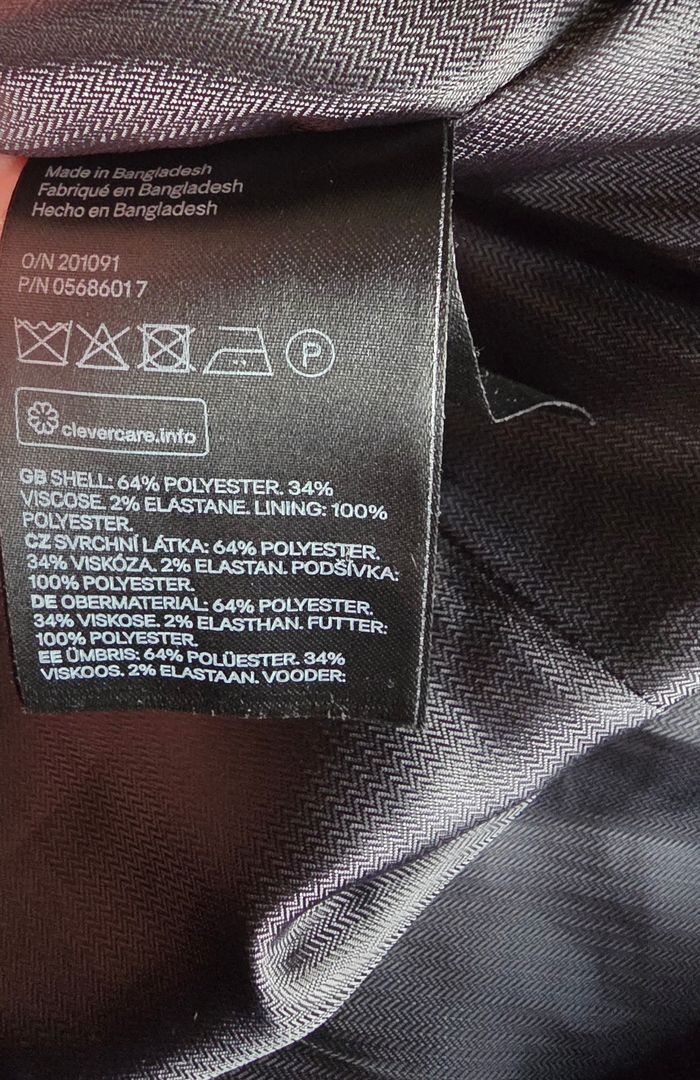 Made in Bangladesh
Fabriqué en Bangladesh
Hecho en Bangladesh
O/N 201091
P/N 05686017
P
clevercare.info
GB SHELL: 64% POLYESTER. 34%
VISCOSE. 2% ELASTANE. LINING: 100%
POLYESTER.
CZ SVRCHNÍ LÁTKA: 64% POLYESTER.
34% VISKÓZA. 2% ELASTAN. PODŠÍVKA:
100% POLYESTER.
DE OBERMATERIAL: 64% POLYESTER.
34% VISKOSE. 2% ELASTHAN. FUTTER:
100% POLYESTER.
EE ÜMBRIS: 64% POLÜESTER. 34%
VISKOOS. 2% ELASTAAN. VOODER: